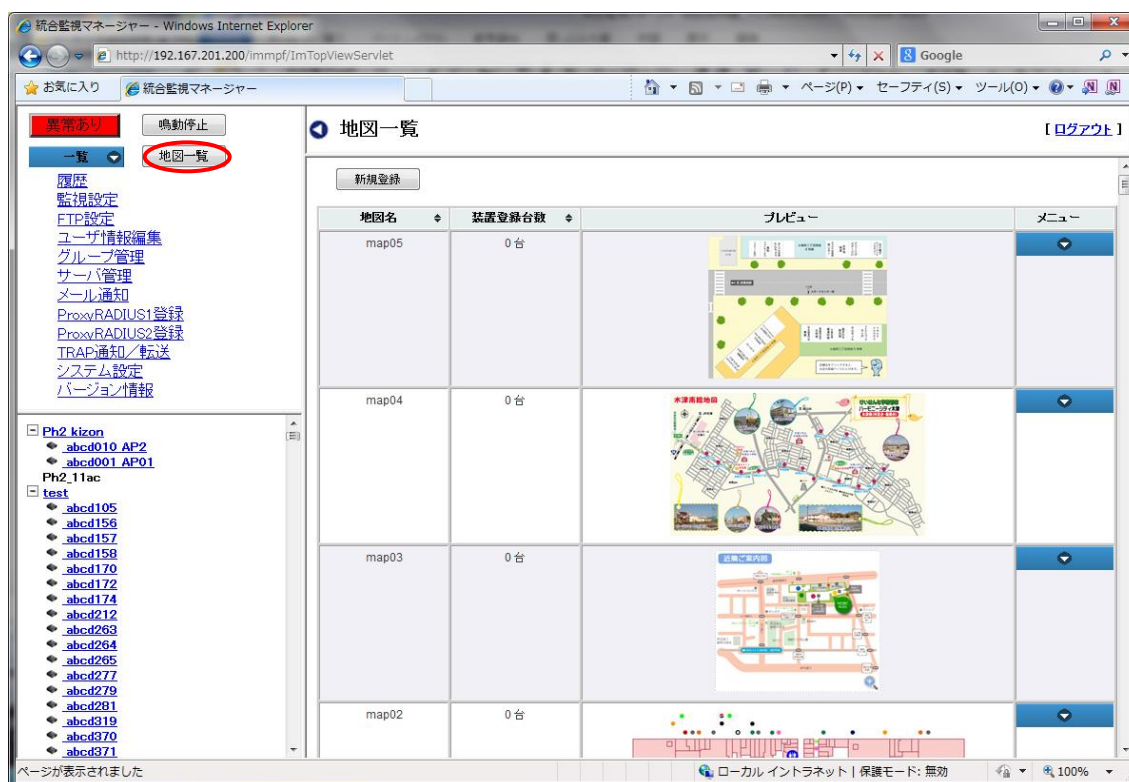 統合監視マネージャー - Windows Internet Explorer
http://192.167.201.200/immpf/ImTopViewServlet
Google
お気に入り
統合監視マネージャー
ページ(P)
セーフティ(S)
ツール(O)
異常あり
鳴動停止
一覧
地図一覧
履歴
監視設定
FTP設定
ユーザ情報編集
グループ管理
サーバ管理
メール通知
ProxyRADIUS1登録
ProxyRADIUS2登録
TRAP通知／転送
システム設定
バージョン情報
Ph2 kizon
abcd010 AP2
abcd001 AP01
Ph2_11ac
test
abcd105
abcd156
abcd157
abcd158
abcd170
abcd172
abcd174
abcd212
abcd263
abcd264
abcd265
abcd277
abcd279
abcd281
abcd319
abcd370
abcd371
地図一覧
[ ログアウト ]
新規登録
地図名 装置登録台数 プレビュー メニュー
map05 0 台
map04 0 台
木津南館地図
map03 0 台
近隣ご案内図
map02 0 台
ページが表示されました
ローカル イントラネット | 保護モード: 無効
100%